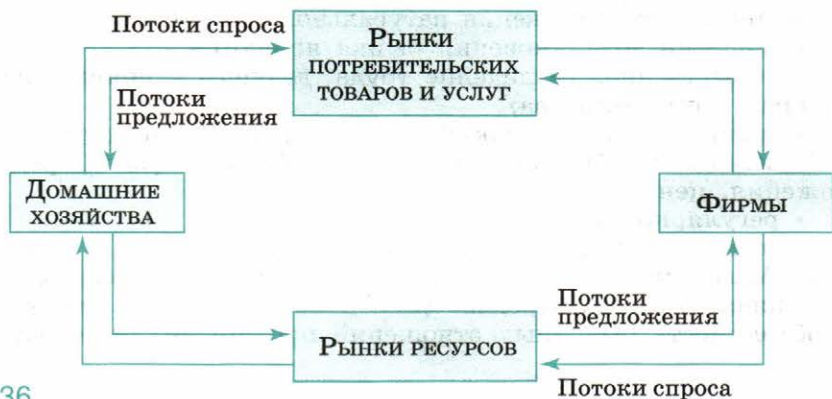 Потоки спроса
Рынки
потребительских
товаров и услуг
Потоки
предложения
Домашние
хозяйства
Фирмы
Потоки
предложения
Рынки ресурсов
Потоки спроса
36